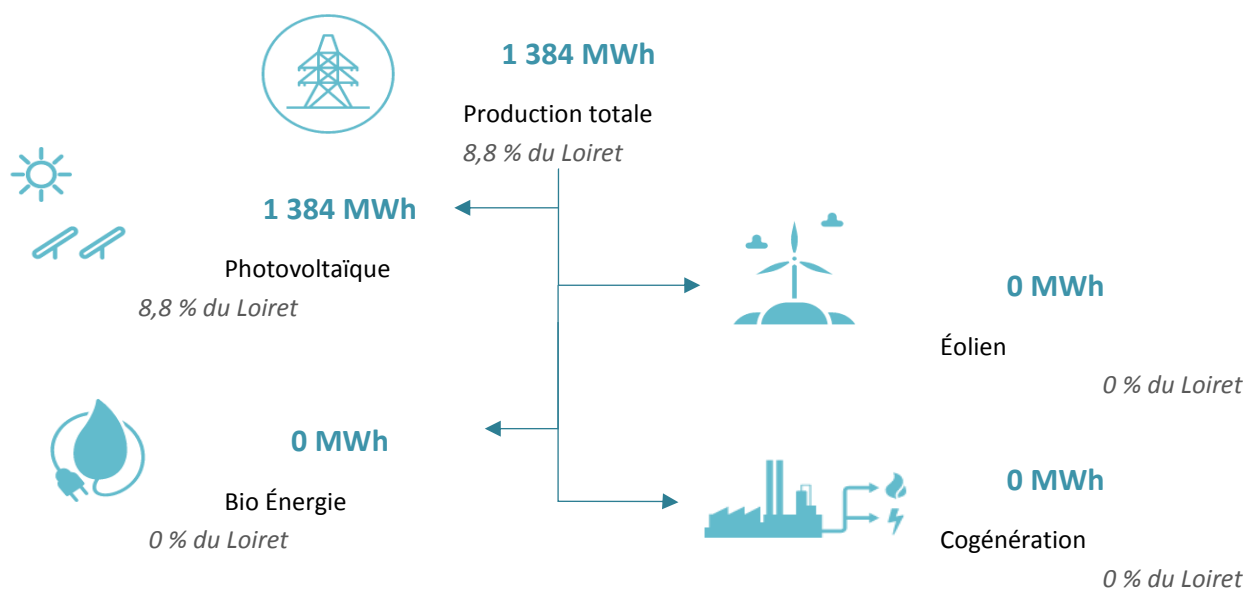 1 384 MWh
Production totale
8,8 % du Loiret
1 384 MWh
Photovoltaïque
8,8 % du Loiret
0 MWh
Éolien
0 % du Loiret
0 MWh
Bio Énergie
0 % du Loiret
0 MWh
Cogénération
0 % du Loiret